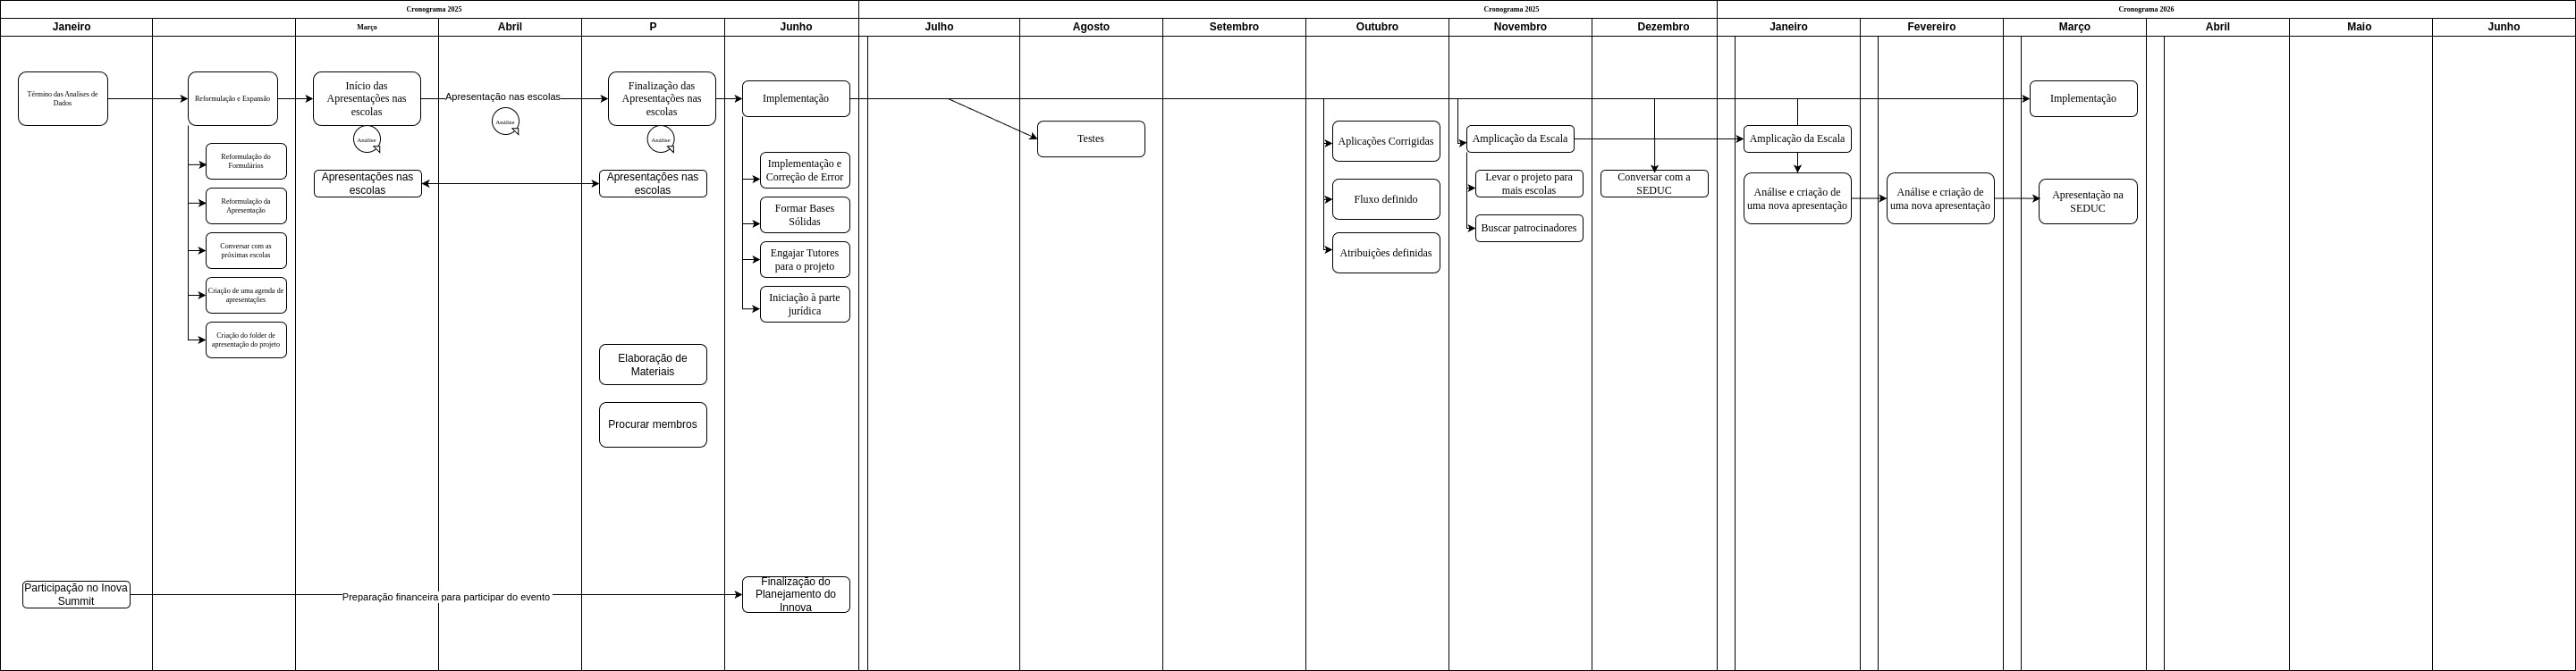 Cronograma 2025
Cronograma 2025
Cronograma 2026
Janeiro
Março
Abril
P
Junho
Julho
Agosto
Setembro
Outubro
Novembro
Dezembro
Janeiro
Fevereiro
Março
Abril
Maio
Junho
Término das Analises de
Dados
Reformulação e Expansão
Reformulação do
Formulários
Reformulação da
Apresentação
Conversar com as
próximas escolas
Criação de uma agenda de
apresentações
Criação do folder de
apresentação do projeto
Início das
Apresentações nas
escolas
Análise
Apresentações nas
escolas
Apresentação nas escolas
Análise
Finalização das
Apresentações nas
escolas
Análise
Apresentações nas
escolas
Elaboração de
Materiais
Procurar membros
Implementação
Implementação e
Correção de Error
Formar Bases
Sólidas
Engajar Tutores
para o projeto
Iniciação à parte
jurídica
Testes
Aplicações Corrigidas
Fluxo definido
Atribuições definidas
Amplicação da Escala
Levar o projeto para
mais escolas
Buscar patrocinadores
Conversar com a
SEDUC
Amplicação da Escala
Análise e criação de
uma nova apresentação
Análise e criação de
uma nova apresentação
Implementação
Apresentação na
SEDUC
Participação no Inova
Summit
Preparação financeira para participar do evento
Finalização do
Planejamento do
Innova